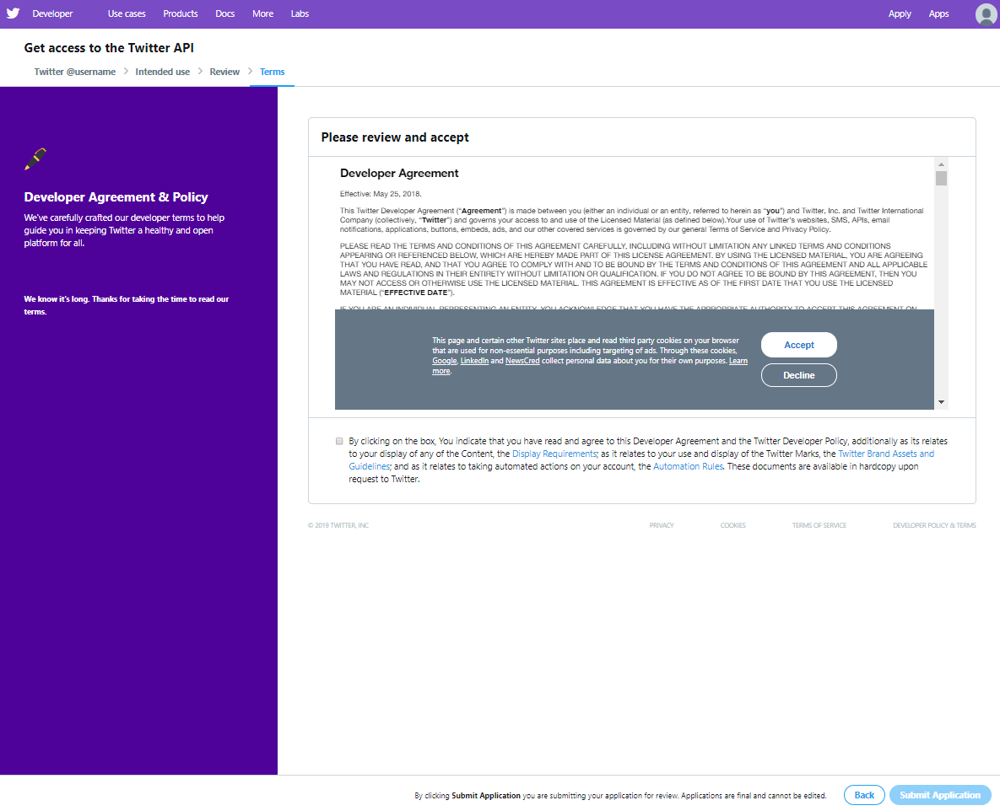 Developer Use cases Products Docs More Labs Apply Apps
Get access to the Twitter API
Twitter @username Intended use Review Terms
Developer Agreement & Policy
We've carefully crafted our developer terms to help
guide you in keeping Twitter a healthy and open
platform for all.
We know it's long. Thanks for taking the time to read our
terms.
Please review and accept
Developer Agreement
Effective: May 25, 2018.
This Twitter Developer Agreement (“Agreement”) is made between you (either an individual or an entity, referred to herein as “you”) and Twitter, Inc. and Twitter International
Company (collectively, “Twitter”) and governs your access to and use of the Licensed Material (as defined below).Your use of Twitter's websites, SMS, APIs, email
notifications, applications, buttons, embeds, ads, and our other covered services is governed by our general Terms of Service and Privacy Policy.
PLEASE READ THE TERMS AND CONDITIONS OF THIS AGREEMENT CAREFULLY, INCLUDING WITHOUT LIMITATION ANY LINKED TERMS AND CONDITIONS
APPEARING OR REFERENCED BELOW, WHICH ARE HEREBY MADE PART OF THIS LICENSE AGREEMENT. BY USING THE LICENSED MATERIAL, YOU ARE AGREEING
THAT YOU HAVE READ, AND THAT YOU AGREE TO COMPLY WITH AND TO BE BOUND BY THE TERMS AND CONDITIONS OF THIS AGREEMENT AND ALL APPLICABLE
LAWS AND REGULATIONS IN THEIR ENTIRETY WITHOUT LIMITATION OR QUALIFICATION. IF YOU DO NOT AGREE TO BE BOUND BY THIS AGREEMENT, THEN YOU
MAY NOT ACCESS OR OTHERWISE USE THE LICENSED MATERIAL. THIS AGREEMENT IS EFFECTIVE AS OF THE FIRST DATE THAT YOU USE THE LICENSED
MATERIAL (“EFFECTIVE DATE”).
IF YOU ARE AN INDIVIDUAL REPRESENTING AN ENTITY, YOU ACKNOWLEDGE THAT YOU HAVE THE APPROPRIATE AUTHORITY TO ACCEPT THIS AGREEMENT ON
This page and certain other Twitter sites place and read third party cookies on your browser
that are used for non-essential purposes including targeting of ads. Through these cookies,
Google, LinkedIn and NewsCred collect personal data about you for their own purposes. Learn
more.
Accept
Decline
By clicking on the box, You indicate that you have read and agree to this Developer Agreement and the Twitter Developer Policy, additionally as its relates
to your display of any of the Content, the Display Requirements; as it relates to your use and display of the Twitter Marks, the Twitter Brand Assets and
Guidelines; and as it relates to taking automated actions on your account, the Automation Rules. These documents are available in hardcopy upon
request to Twitter.
© 2019 TWITTER, INC PRIVACY COOKIES TERMS OF SERVICE DEVELOPER POLICY & TERMS
By clicking Submit Application you are submitting your application for review. Applications are final and cannot be edited. Back Submit Application